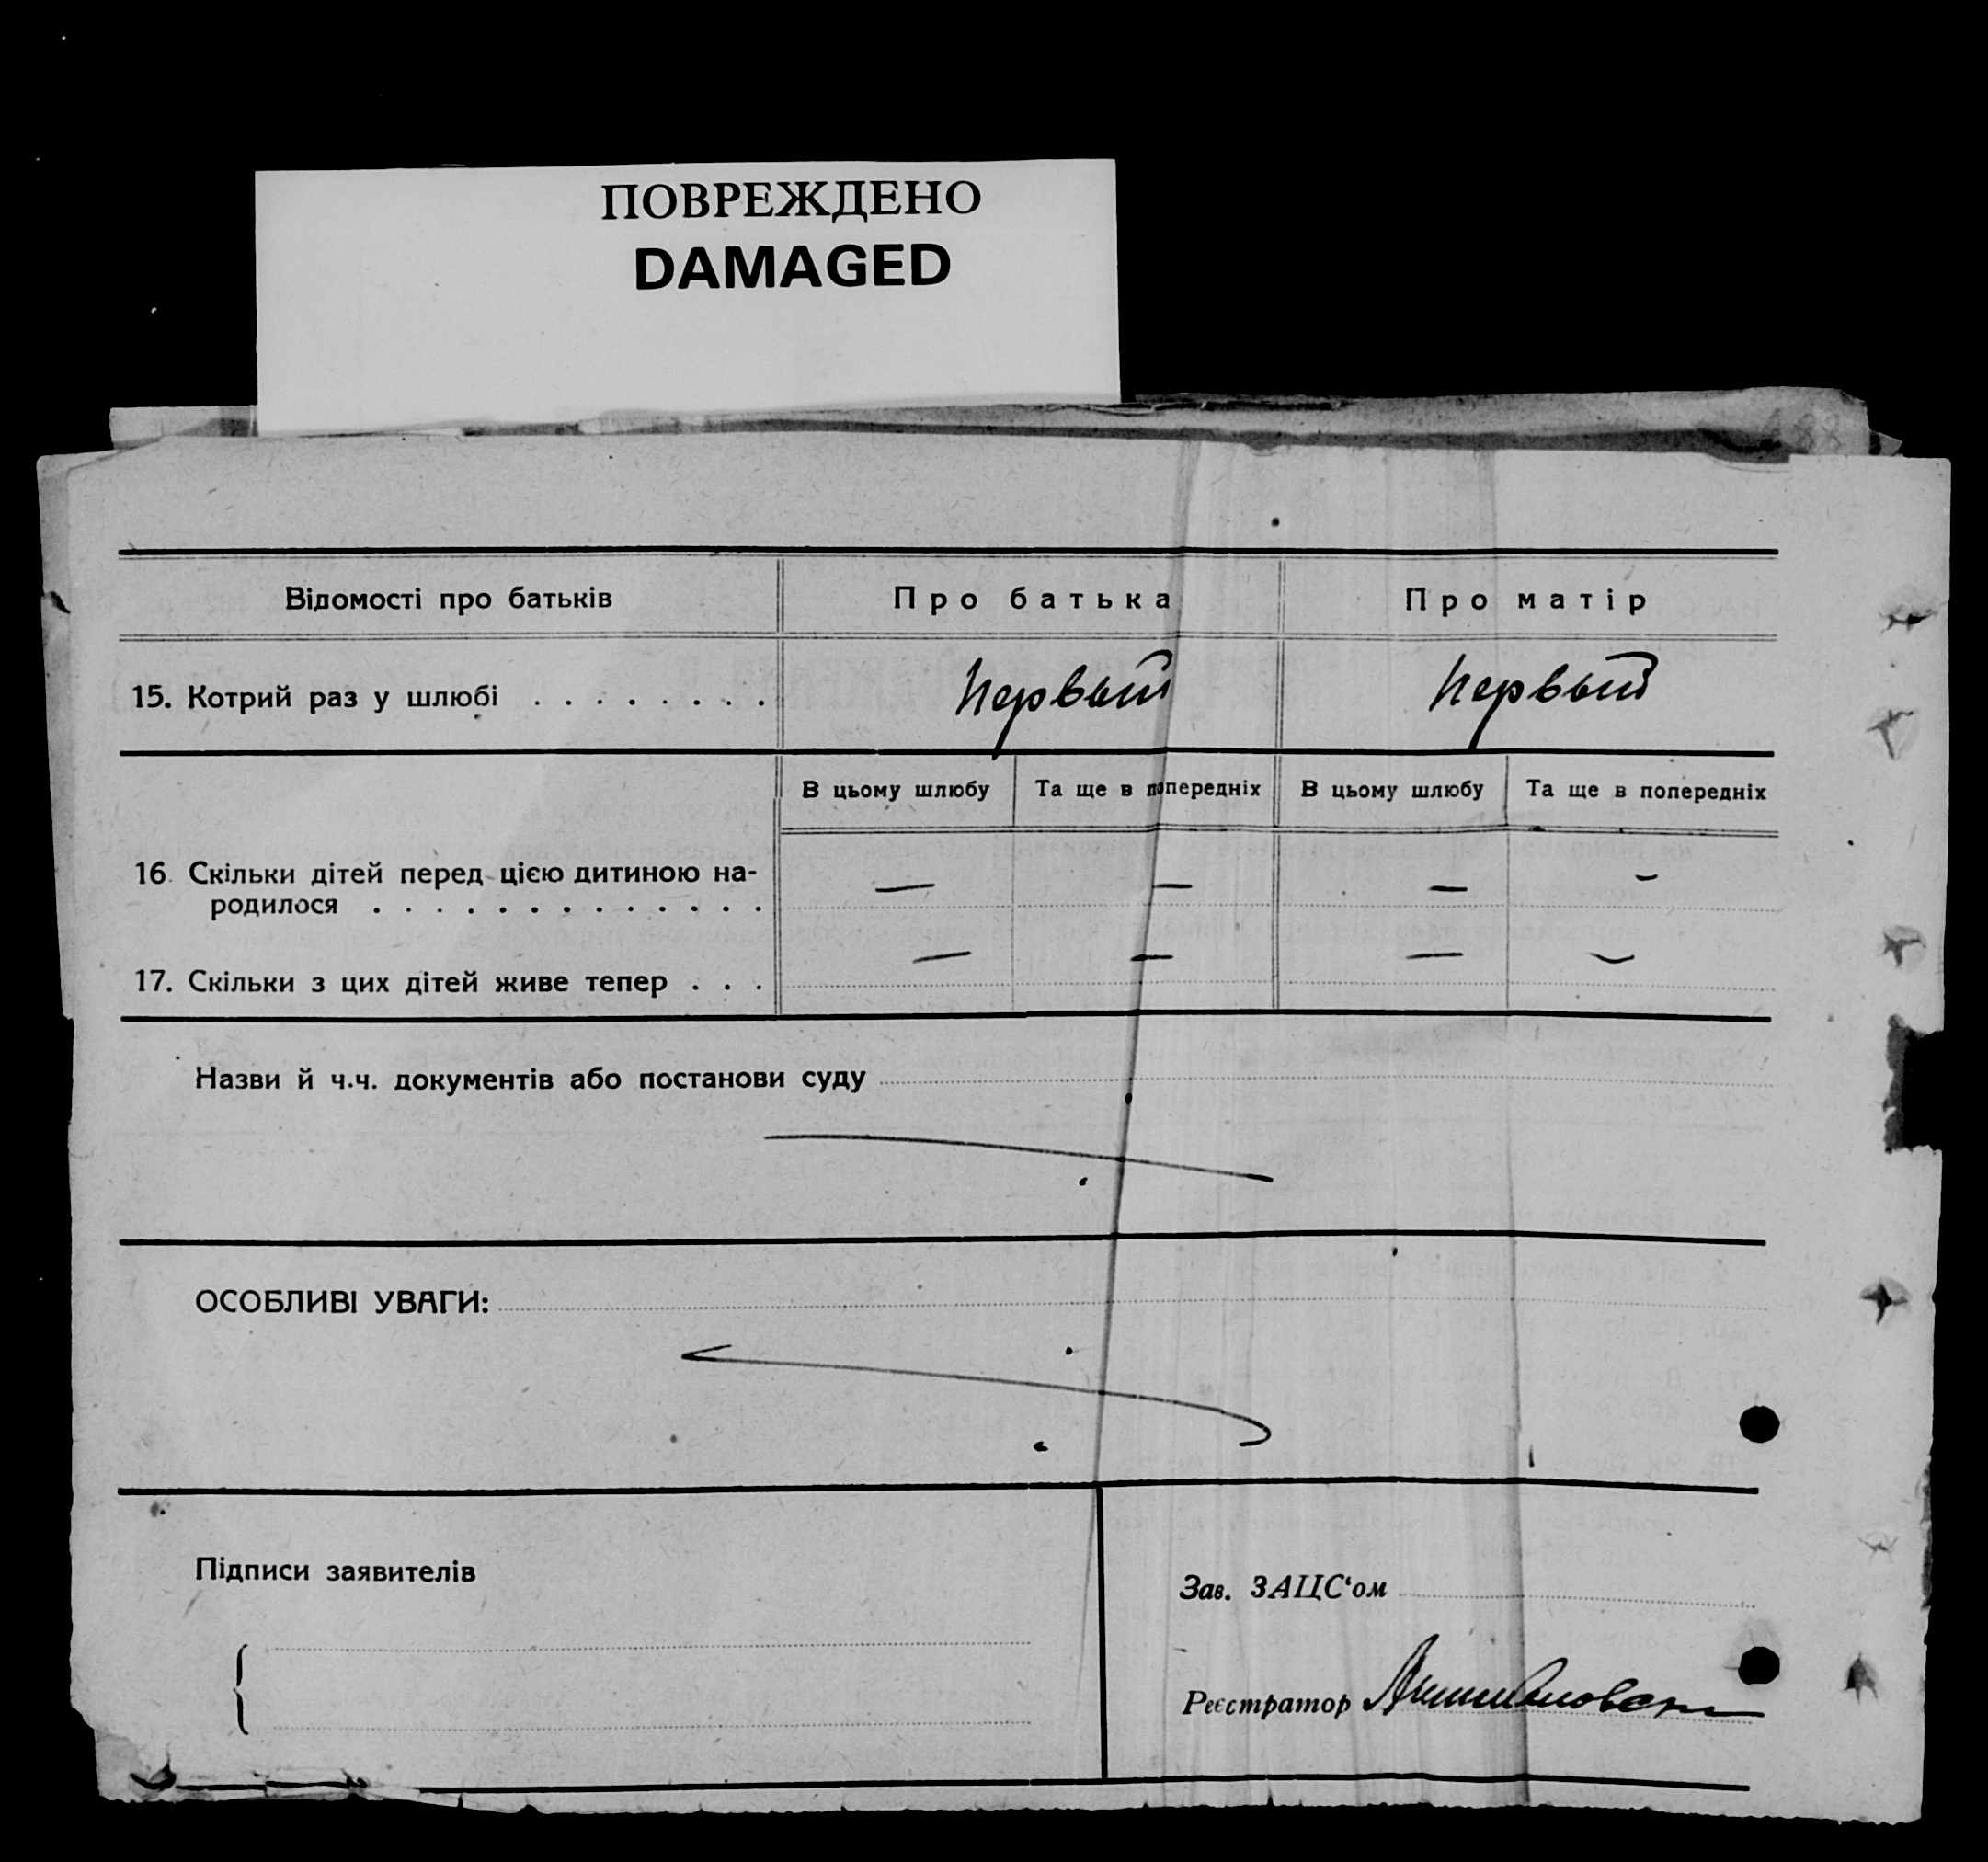 ПОВРЕЖДЕНО
DAMAGED
Відомості про батьків
Про батька
Про матір
15. Котрий раз у шлюбі . . . . . . . .
Первый
Первый
В цьому шлюбу
Та ще в попередніх
В цьому шлюбу
Та ще в попередніх
16. Скільки дітей перед цією дитиною на-
родилося . . . . . . . . . . . . .
— — — —
17. Скільки з цих дітей живе тепер . . .
— — — —
Назви й ч.ч. документів або постанови суду
ОСОБЛИВІ УВАГИ:
Підписи заявителів
Зав. ЗАЦС‘ом
Реєстратор